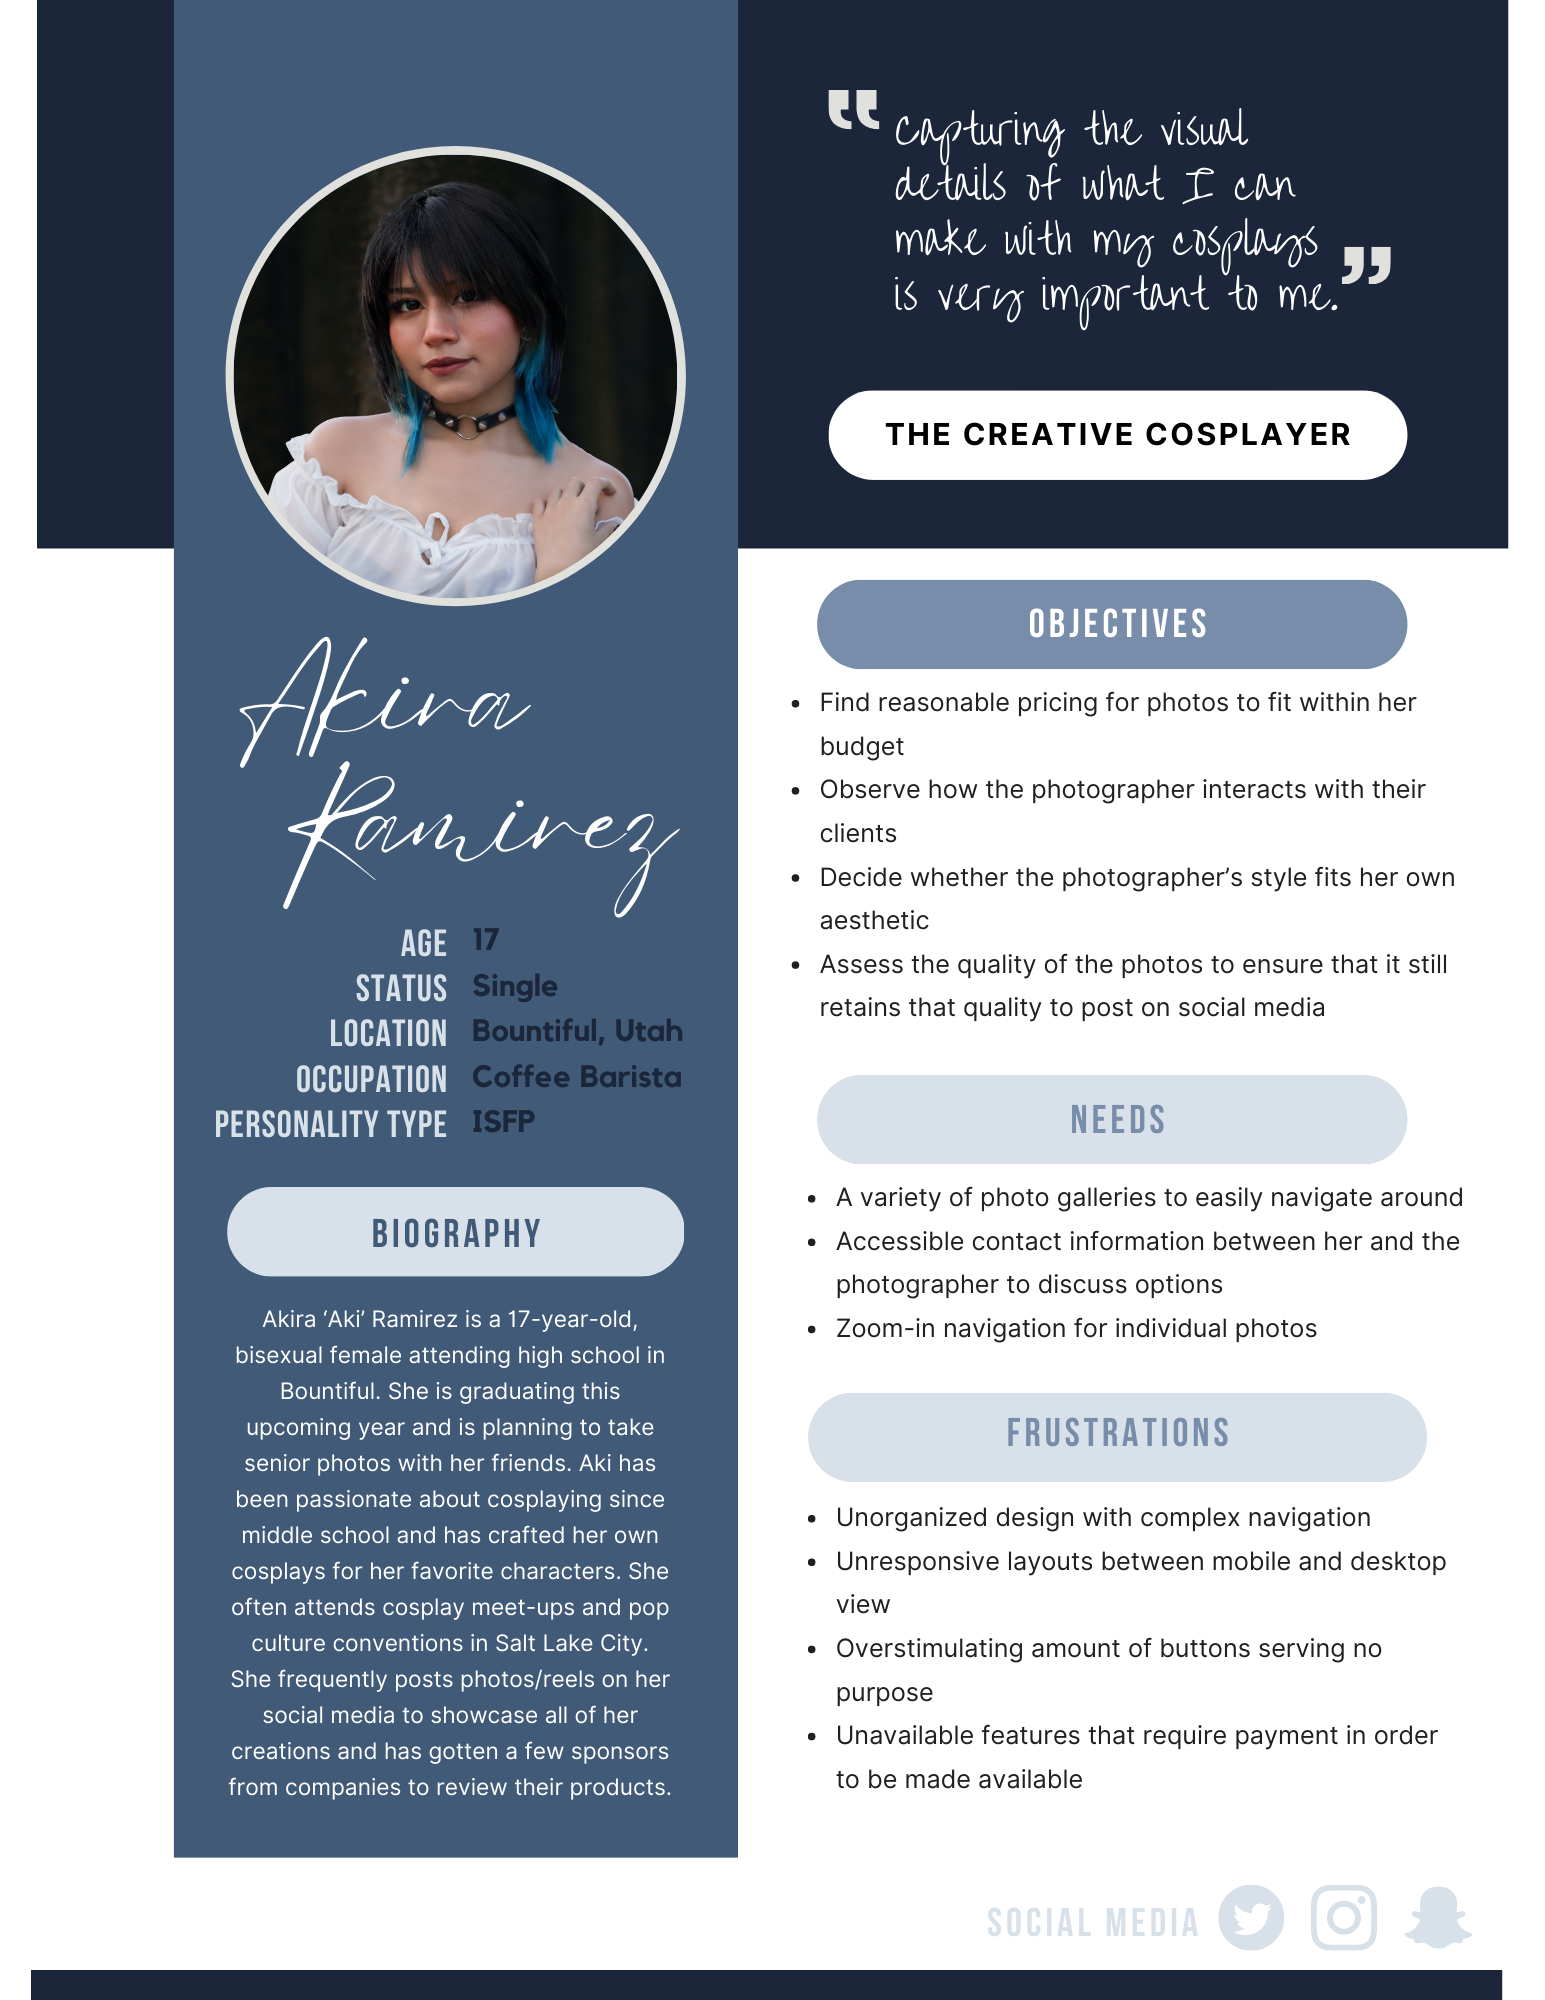 “Capturing the visual
details of what I can
make with my cosplays
is very important to me.”
THE CREATIVE COSPLAYER
Akira
Ramirez
AGE 17
STATUS Single
LOCATION Bountiful, Utah
OCCUPATION Coffee Barista
PERSONALITY TYPE ISFP
BIOGRAPHY
Akira ‘Aki’ Ramirez is a 17-year-old,
bisexual female attending high school in
Bountiful. She is graduating this
upcoming year and is planning to take
senior photos with her friends. Aki has
been passionate about cosplaying since
middle school and has crafted her own
cosplays for her favorite characters. She
often attends cosplay meet-ups and pop
culture conventions in Salt Lake City.
She frequently posts photos/reels on her
social media to showcase all of her
creations and has gotten a few sponsors
from companies to review their products.
OBJECTIVES
• Find reasonable pricing for photos to fit within her
budget
• Observe how the photographer interacts with their
clients
• Decide whether the photographer’s style fits her own
aesthetic
• Assess the quality of the photos to ensure that it still
retains that quality to post on social media
NEEDS
• A variety of photo galleries to easily navigate around
• Accessible contact information between her and the
photographer to discuss options
• Zoom-in navigation for individual photos
FRUSTRATIONS
• Unorganized design with complex navigation
• Unresponsive layouts between mobile and desktop
view
• Overstimulating amount of buttons serving no
purpose
• Unavailable features that require payment in order
to be made available
SOCIAL MEDIA